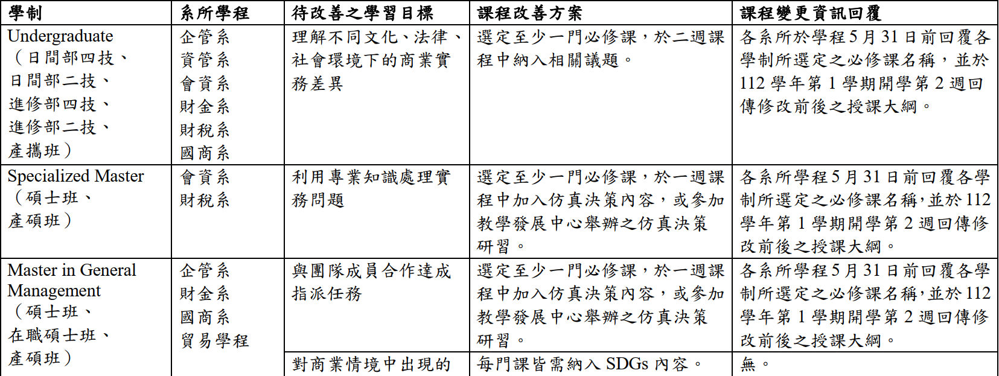 學制
系所學程
待改善之學習目標
課程改善方案
課程變更資訊回覆
Undergraduate
（日間部四技、
日間部二技、
進修部四技、
進修部二技、
產攜班）
企管系
資管系
會資系
財金系
財稅系
國商系
理解不同文化、法律、
社會環境下的商業實
務差異
選定至少一門必修課，於二週課
程中納入相關議題。
各系所於學程 5 月 31 日前回覆各
學制所選定之必修課名稱，並於
112 學年第 1 學期開學第 2 週回
傳修改前後之授課大綱。
Specialized Master
（碩士班、
產碩班）
會資系
財稅系
利用專業知識處理實
務問題
選定至少一門必修課，於一週課
程中加入仿真決策內容，或參加
教學發展中心舉辦之仿真決策
研習。
各系所學程 5 月 31 日前回覆各學
制所選定之必修課名稱，並於 112
學年第 1 學期開學第 2 週回傳修
改前後之授課大綱。
Master in General
Management
（碩士班、
在職碩士班、
產碩班）
企管系
財金系
國商系
貿易學程
與團隊成員合作達成
指派任務
選定至少一門必修課，於一週課
程中加入仿真決策內容，或參加
教學發展中心舉辦之仿真決策
研習。
各系所學程 5 月 31 日前回覆各學
制所選定之必修課名稱，並於 112
學年第 1 學期開學第 2 週回傳修
改前後之授課大綱。
對商業情境中出現的
每門課皆需納入 SDGs 內容。
無。